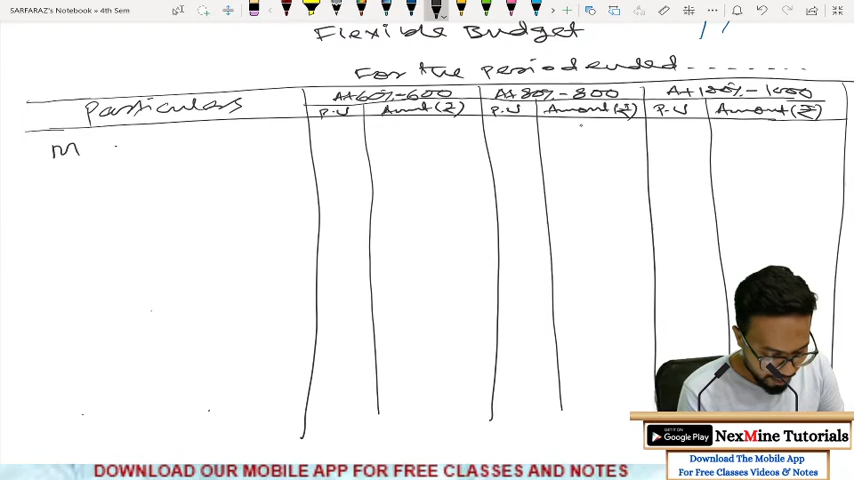 SARFARAZ's Notebook » 4th Sem
Flexible Budget
For the period ended........
Particulars
At 60%-600
At 80%-800
At 100%-1000
P.U
Amount (₹)
P.U
Amount (₹)
P.U
Amount (₹)
M
GET IT ON
Google Play
NexMine Tutorials
Download The Mobile App
For Free Classes Videos & Notes
DOWNLOAD OUR MOBILE APP FOR FREE CLASSES AND NOTES